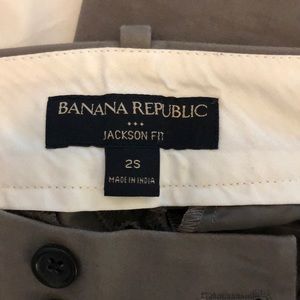 BANANA REPUBLIC
JACKSON FIT
2S
MADE IN INDIA